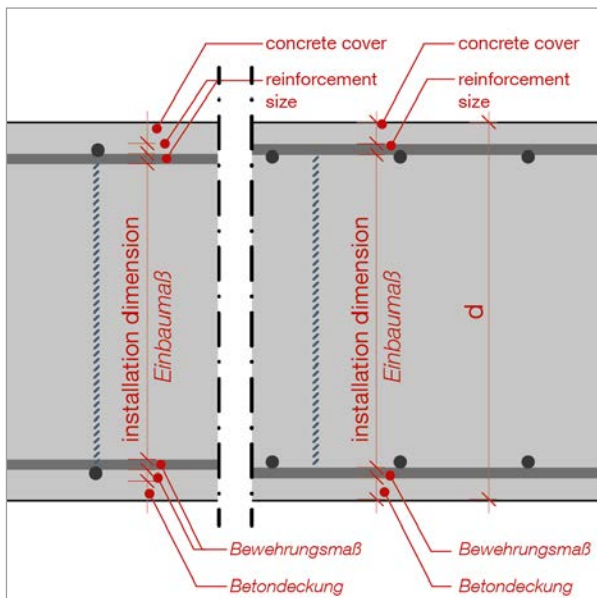 concrete cover
reinforcement
size
concrete cover
reinforcement
size
installation dimension
Einbaumaß
installation dimension
Einbaumaß
d
Bewehrungsmaß
Betondeckung
Bewehrungsmaß
Betondeckung